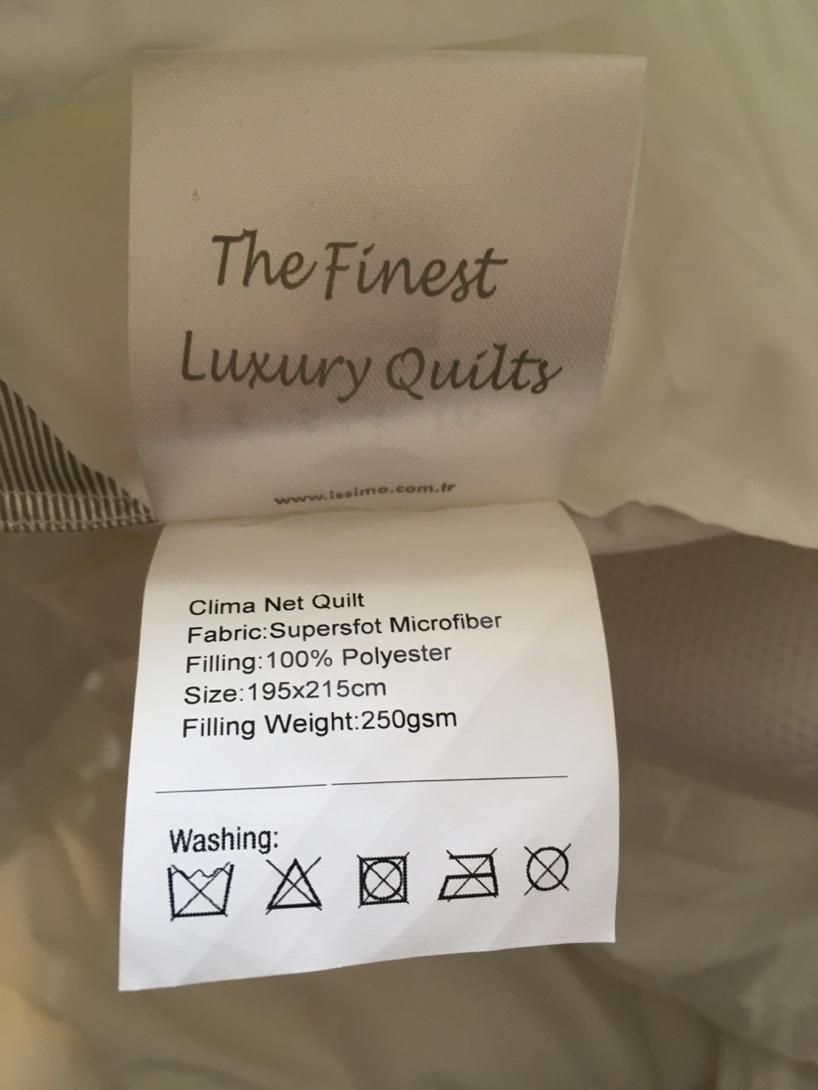 The Finest
Luxury Quilts
www.issimo.com.tr
Clima Net Quilt
Fabric:Supersfot Microfiber
Filling:100% Polyester
Size:195x215cm
Filling Weight:250gsm
Washing: